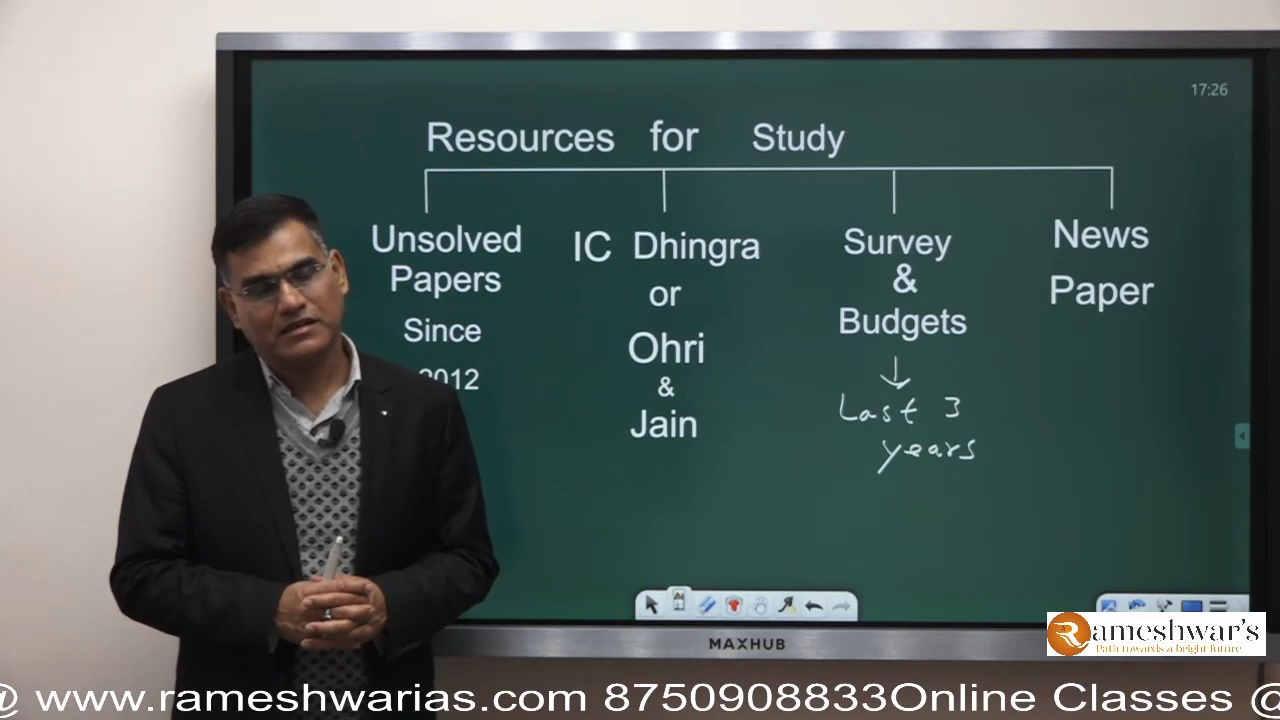 17:26
Resources for Study
Unsolved
Papers
Since
2012
IC Dhingra
or
Ohri
&
Jain
Survey
&
Budgets
Last 3
years
News
Paper
MAXHUB
Rameshwar's
Path towards a bright future
@ www.rameshwarias.com 8750908833Online Classes @